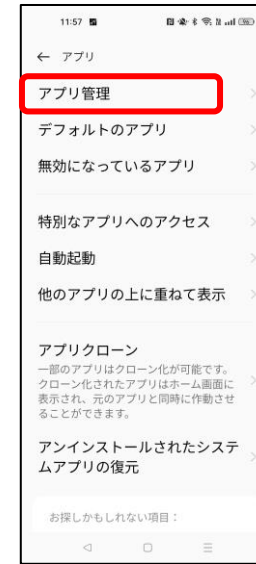 11:57
← アプリ
アプリ管理
デフォルトのアプリ
無効になっているアプリ
特別なアプリへのアクセス
自動起動
他のアプリの上に重ねて表示
アプリクローン
一部のアプリはクローン化が可能です。
クローン化されたアプリはホーム画面に
表示され、元のアプリと同時に作動させ
ることができます。
アンインストールされたシステ
ムアプリの復元
お探しかもしれない項目：